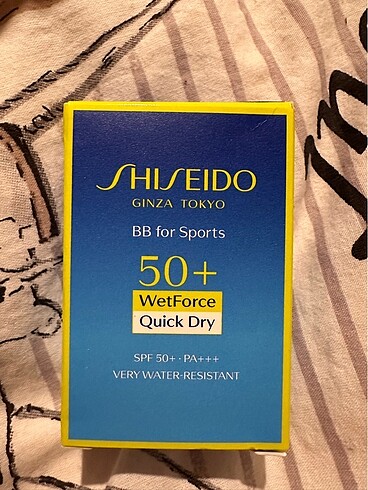 SHISEIDO
GINZA TOKYO
BB for Sports
50+
WetForce
Quick Dry
SPF 50+ · PA+++
VERY WATER-RESISTANT